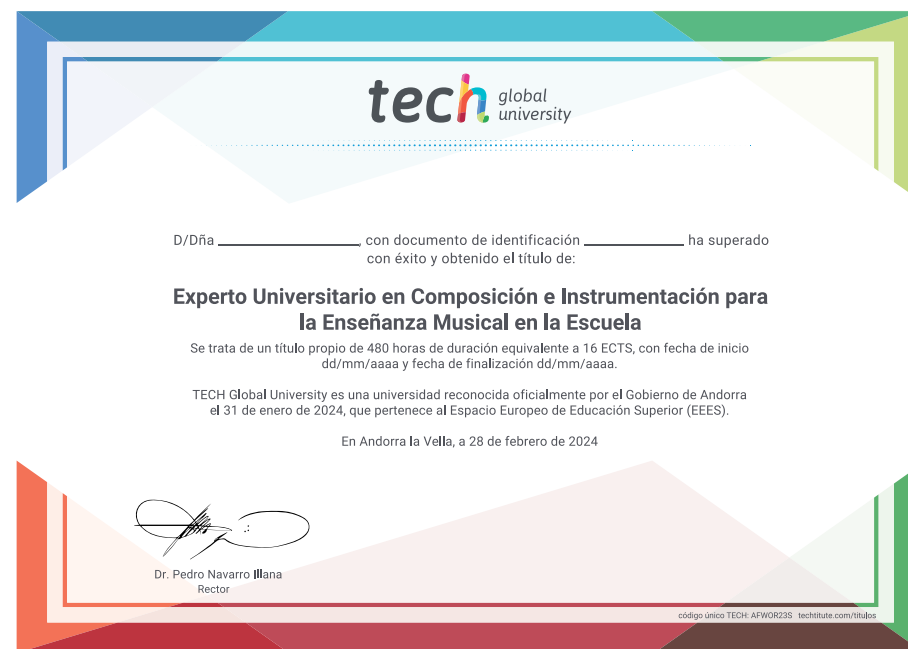 tech global
university
D/Dña ____________________, con documento de identificación ______________ ha superado
con éxito y obtenido el título de:
Experto Universitario en Composición e Instrumentación para
la Enseñanza Musical en la Escuela
Se trata de un título propio de 480 horas de duración equivalente a 16 ECTS, con fecha de inicio
dd/mm/aaaa y fecha de finalización dd/mm/aaaa.
TECH Global University es una universidad reconocida oficialmente por el Gobierno de Andorra
el 31 de enero de 2024, que pertenece al Espacio Europeo de Educación Superior (EEES).
En Andorra la Vella, a 28 de febrero de 2024
Dr. Pedro Navarro Illana
Rector
código único TECH: AFWOR23S techtitute.com/titulos